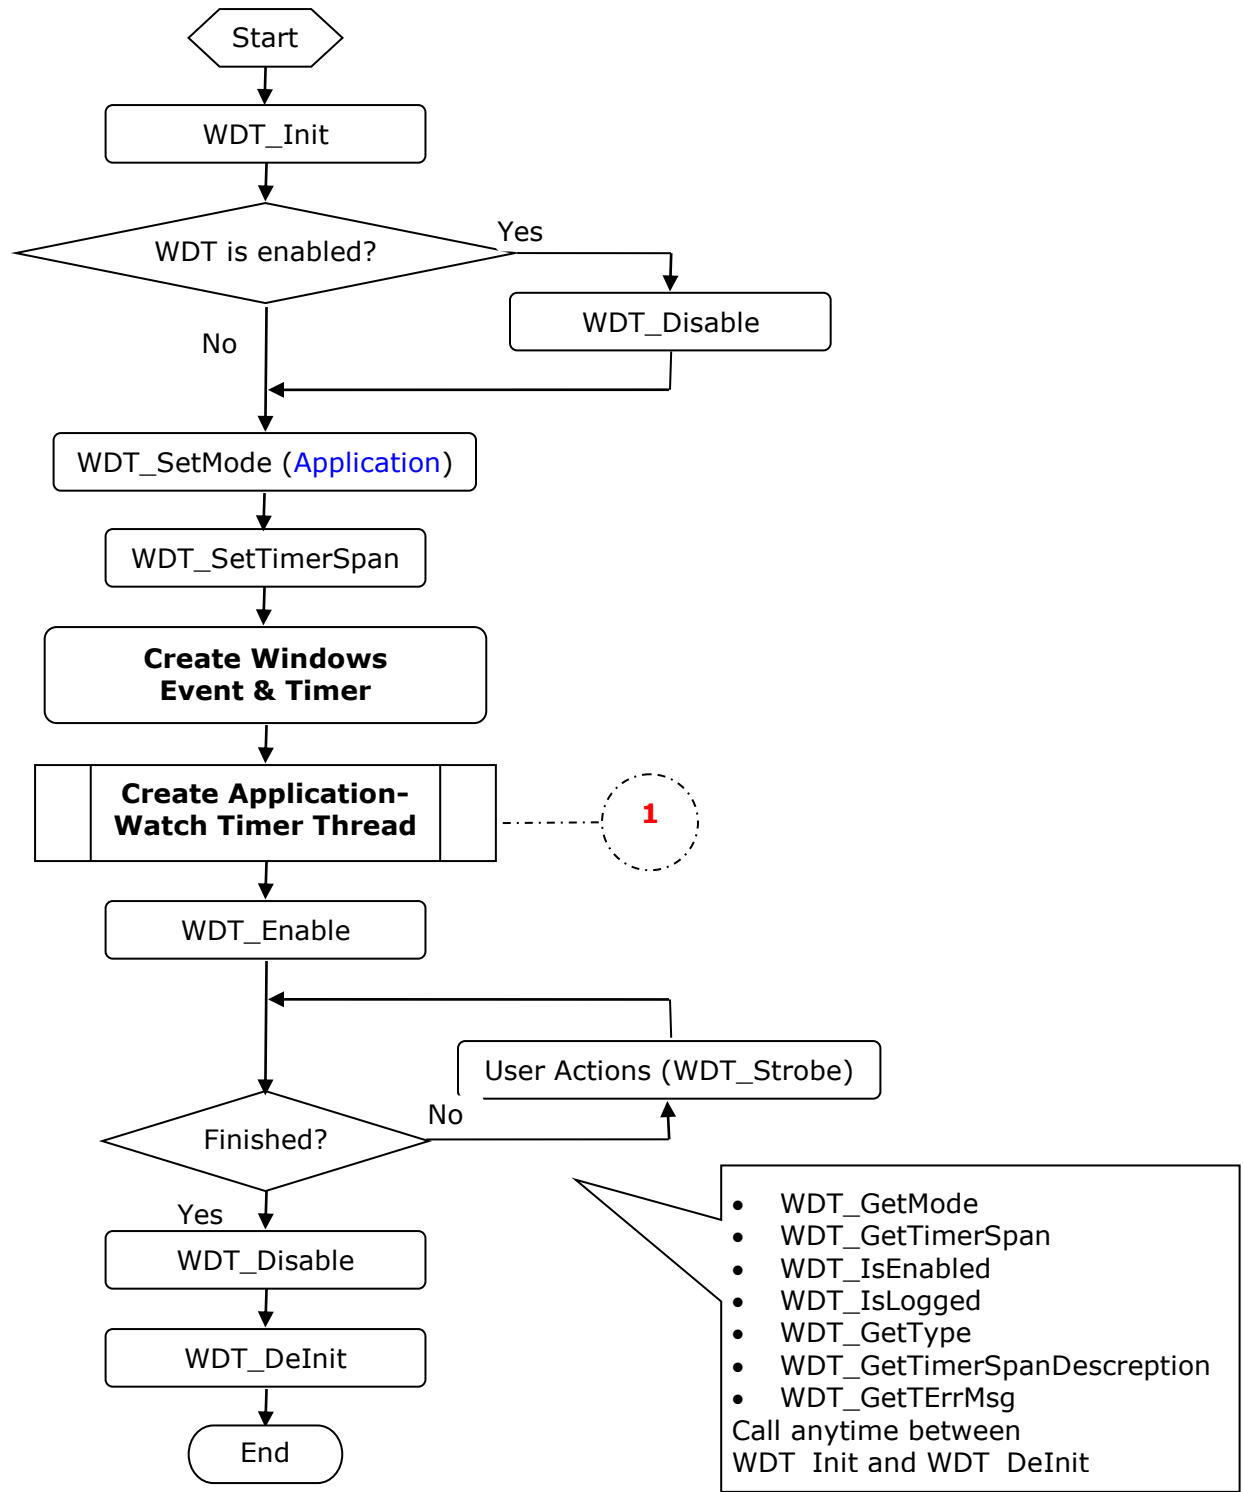 Start
WDT_Init
WDT is enabled?
Yes
WDT_Disable
No
WDT_SetMode (Application)
WDT_SetTimerSpan
Create Windows
Event & Timer
Create Application-
Watch Timer Thread
1
WDT_Enable
User Actions (WDT_Strobe)
No
Finished?
Yes
WDT_Disable
WDT_DeInit
End
• WDT_GetMode
• WDT_GetTimerSpan
• WDT_IsEnabled
• WDT_IsLogged
• WDT_GetType
• WDT_GetTimerSpanDescreption
• WDT_GetTErrMsg
Call anytime between
WDT Init and WDT DeInit